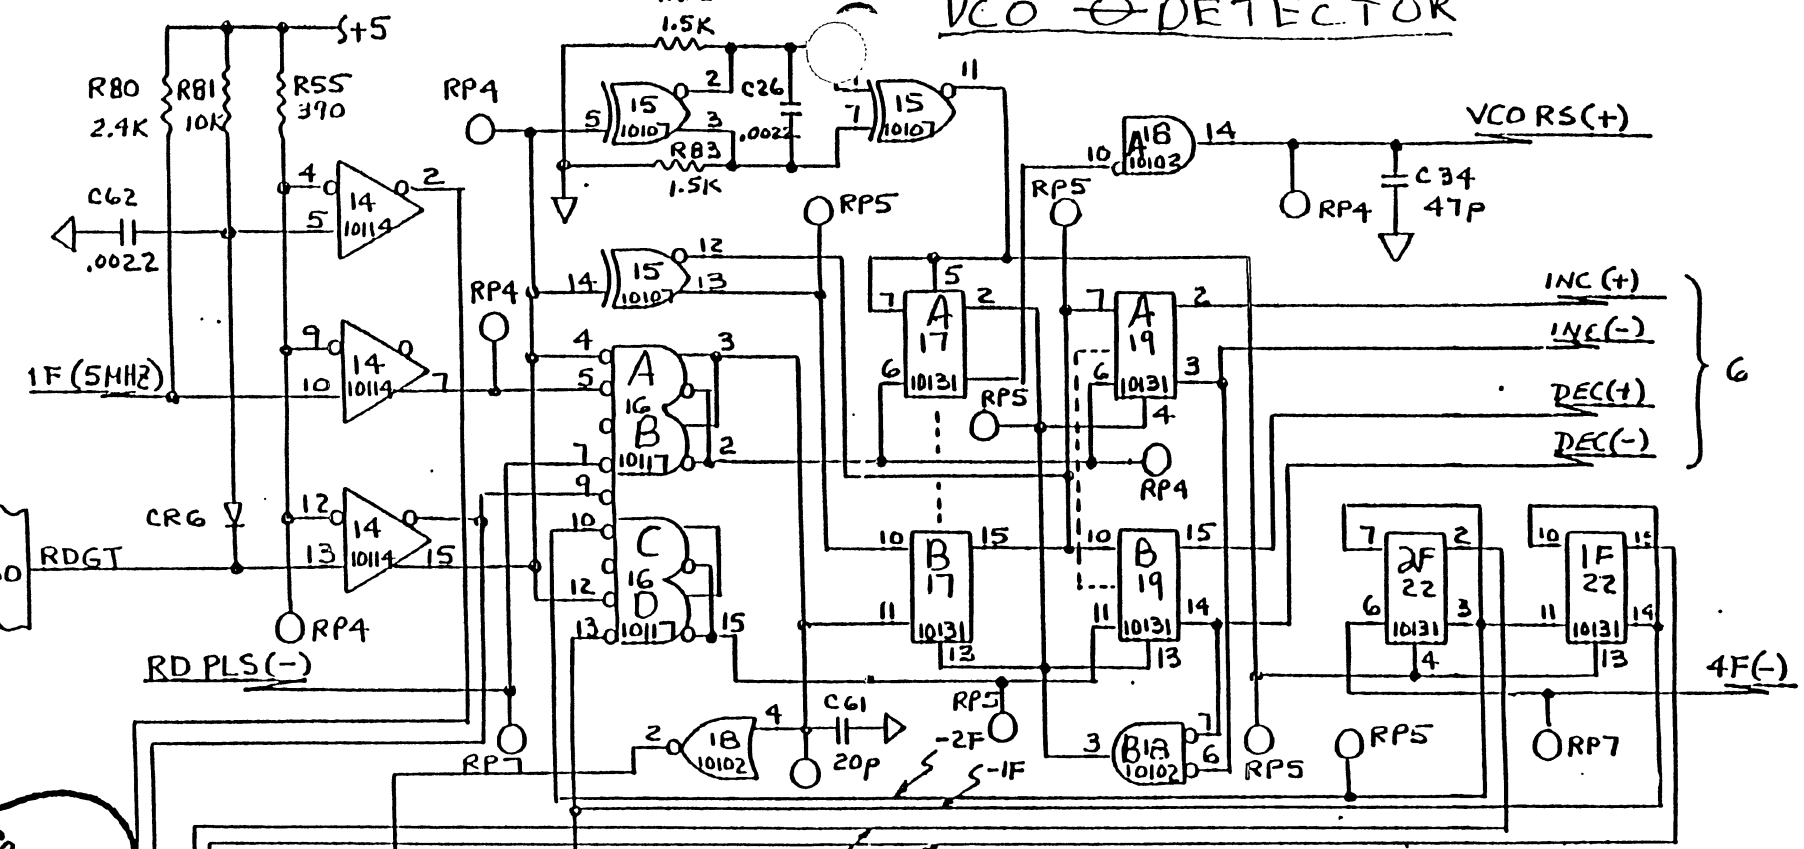 VCO -Θ- DETECTOR
+5
1.5K
R80
2.4K
R81
10K
R55
390
RP4
5
15
10107
2
3
C26
.0022
R83
1.5K
7
15
10107
11
10
A18
10102
14
VCO RS(+)
RP4
C34
47P
C62
.0022
4
5
14
10114
2
RP5
RP5
14
15
10107
12
13
RP4
9
10
14
10114
7
1F (5MHZ)
4
5
A
16
B
10117
3
2
7
9
7
5
A
17
10131
2
6
RP5
7
A
19
10131
2
6
3
4
RP4
INC (+)
INC(-)
DEC(+)
DEC(-)
6
CR6
RDGT
12
13
14
10114
15
RP4
10
C
16
D
10117
12
13
15
10
B
17
10131
15
11
13
10
B
19
10131
15
11
14
13
7
2F
22
10131
2
6
3
4
10
1F
22
10131
11
14
13
4F(-)
RD PLS(-)
RP7
2
18
10102
4
C61
20P
RP5
-2F
-1F
3
B18
10102
7
6
RP5
RP5
RP7